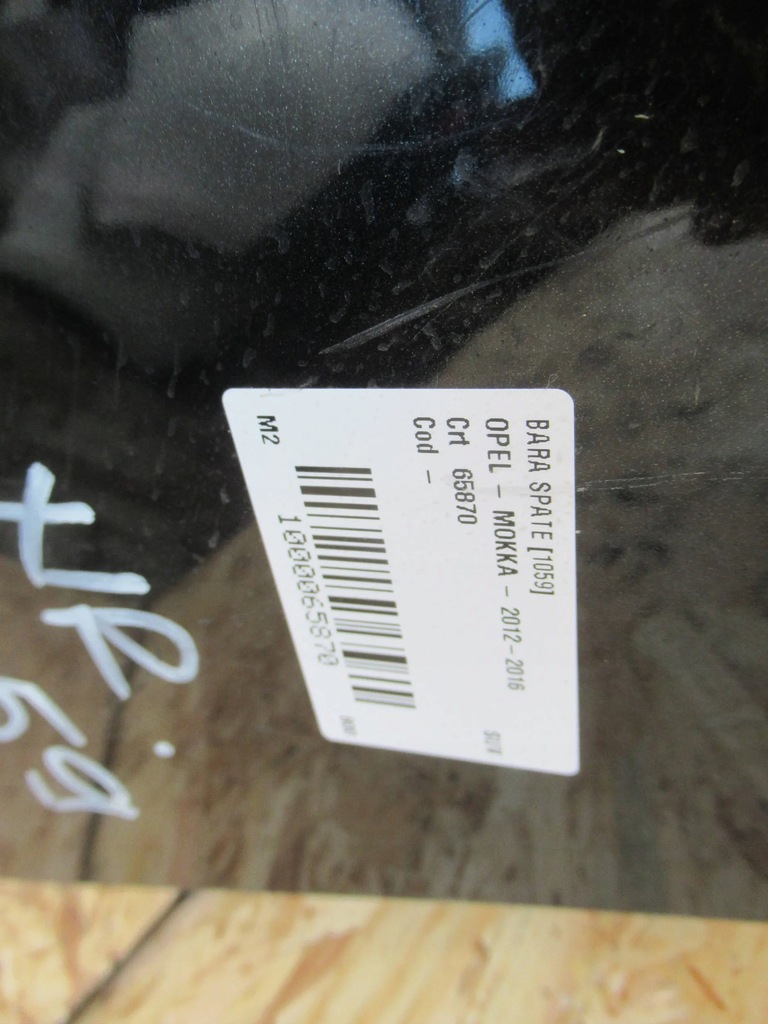 BARA SPATE [1059]
OPEL - MOKKA - 2012-2016
Crt 65870
Cod -
1000065870
M2